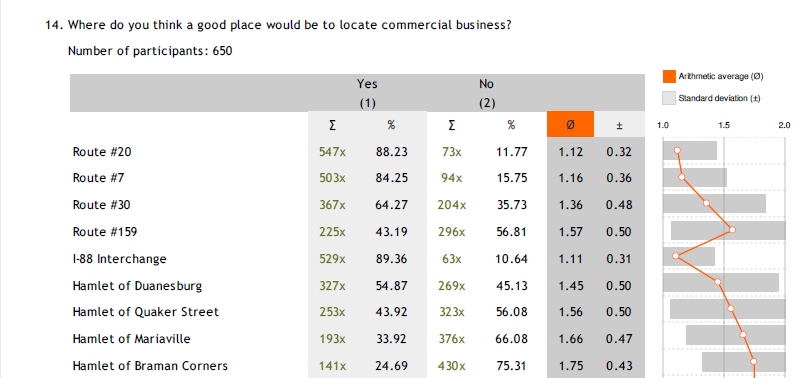 14. Where do you think a good place would be to locate commercial business?
Number of participants: 650
Yes No
(1) (2)
Arithmetic average (Ø)
Standard deviation (±)
Σ % Σ % Ø ± 1.0 1.5 2.0
Route #20 547x 88.23 73x 11.77 1.12 0.32
Route #7 503x 84.25 94x 15.75 1.16 0.36
Route #30 367x 64.27 204x 35.73 1.36 0.48
Route #159 225x 43.19 296x 56.81 1.57 0.50
I-88 Interchange 529x 89.36 63x 10.64 1.11 0.31
Hamlet of Duanesburg 327x 54.87 269x 45.13 1.45 0.50
Hamlet of Quaker Street 253x 43.92 323x 56.08 1.56 0.50
Hamlet of Mariaville 193x 33.92 376x 66.08 1.66 0.47
Hamlet of Braman Corners 141x 24.69 430x 75.31 1.75 0.43